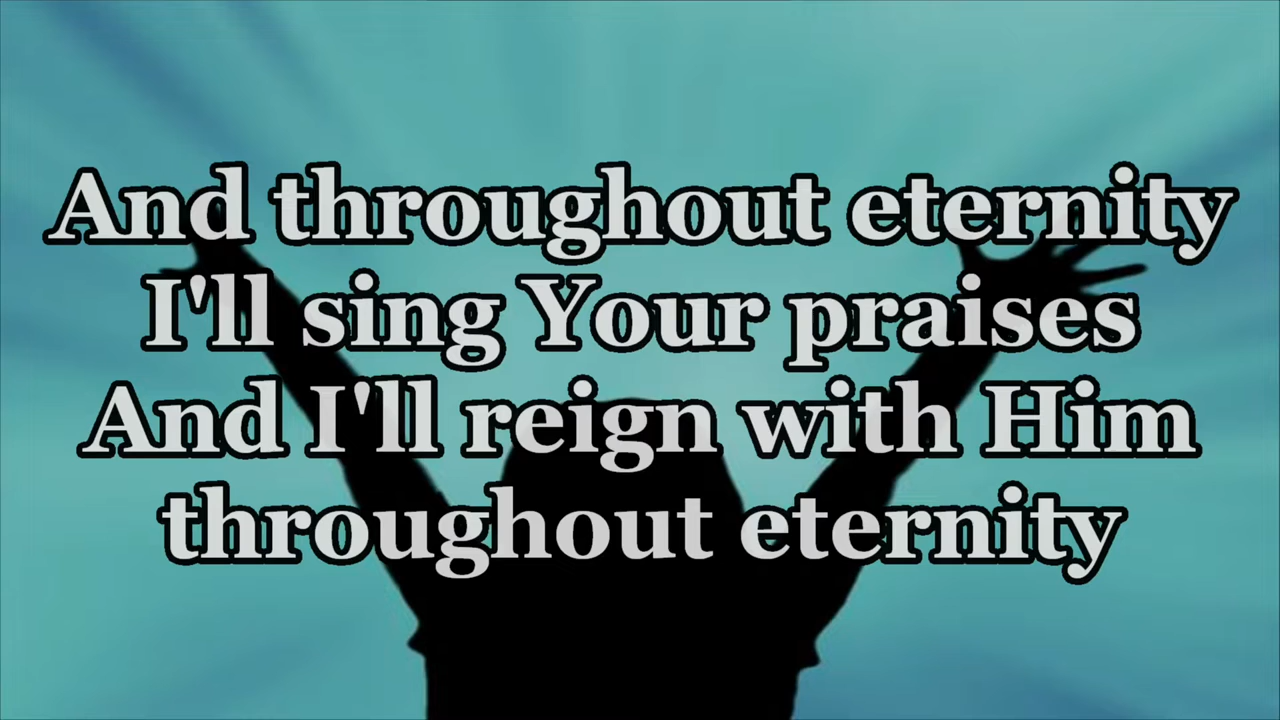 And throughout eternity
I'll sing Your praises
And I'll reign with Him
throughout eternity